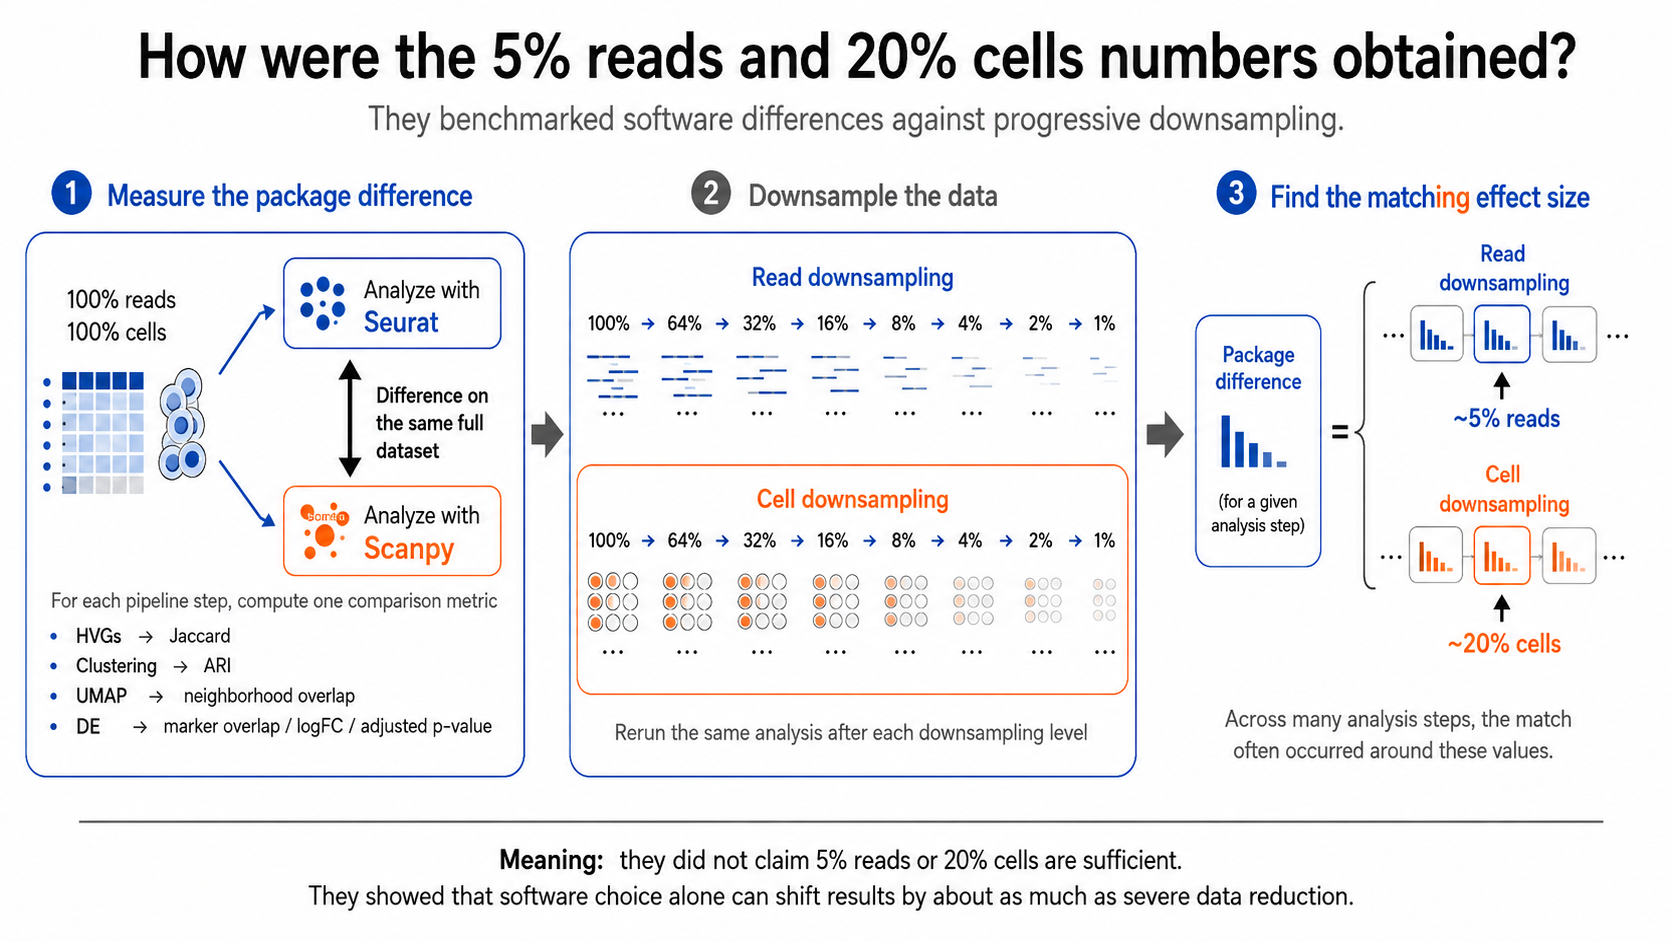 How were the 5% reads and 20% cells numbers obtained?
They benchmarked software differences against progressive downsampling.
1 Measure the package difference
100% reads
100% cells
Analyze with
Seurat
Difference on
the same full
dataset
Analyze with
Scanpy
For each pipeline step, compute one comparison metric
• HVGs → Jaccard
• Clustering → ARI
• UMAP → neighborhood overlap
• DE → marker overlap / logFC / adjusted p-value
2 Downsample the data
Read downsampling
100% → 64% → 32% → 16% → 8% → 4% → 2% → 1%
... ... ... ... ... ... ... ...
Cell downsampling
100% → 64% → 32% → 16% → 8% → 4% → 2% → 1%
... ... ... ... ... ... ... ...
Rerun the same analysis after each downsampling level
3 Find the matching effect size
Package
difference
(for a given
analysis step)
=
Read
downsampling
... ...
~5% reads
Cell
downsampling
... ...
~20% cells
Across many analysis steps, the match
often occurred around these values.
Meaning: they did not claim 5% reads or 20% cells are sufficient.
They showed that software choice alone can shift results by about as much as severe data reduction.